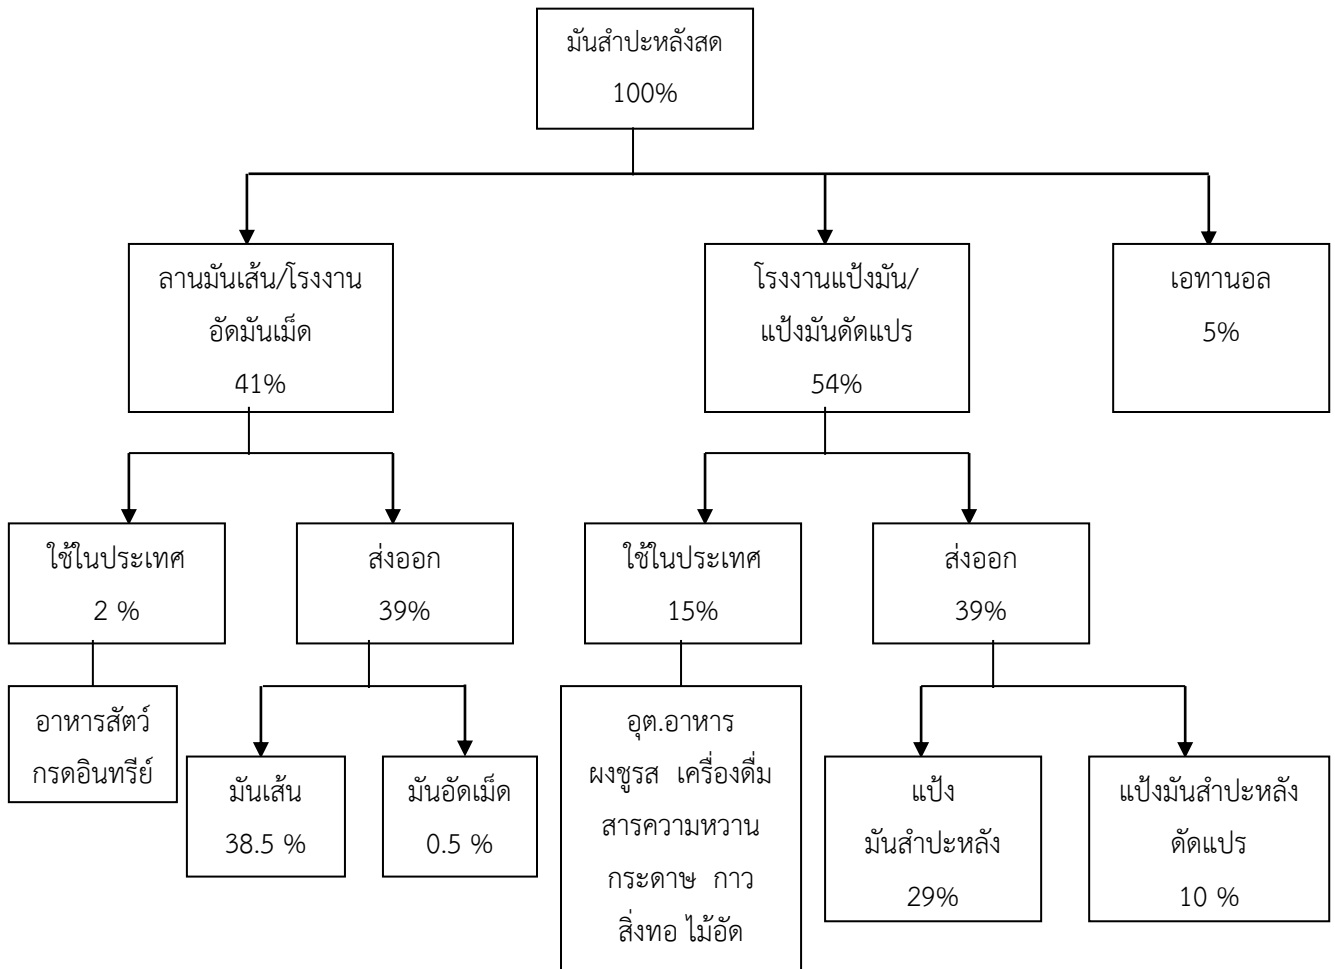 มันสำปะหลังสด
100%
ลานมันเส้น/โรงงาน
อัดมันเม็ด
41%
โรงงานแป้งมัน/
แป้งมันดัดแปร
54%
เอทานอล
5%
ใช้ในประเทศ
2 %
ส่งออก
39%
ใช้ในประเทศ
15%
ส่งออก
39%
อาหารสัตว์
กรดอินทรีย์
มันเส้น
38.5 %
มันอัดเม็ด
0.5 %
อุต.อาหาร
ผงชูรส เครื่องดื่ม
สารความหวาน
กระดาษ กาว
สิ่งทอ ไม้อัด
แป้ง
มันสำปะหลัง
29%
แป้งมันสำปะหลัง
ดัดแปร
10 %